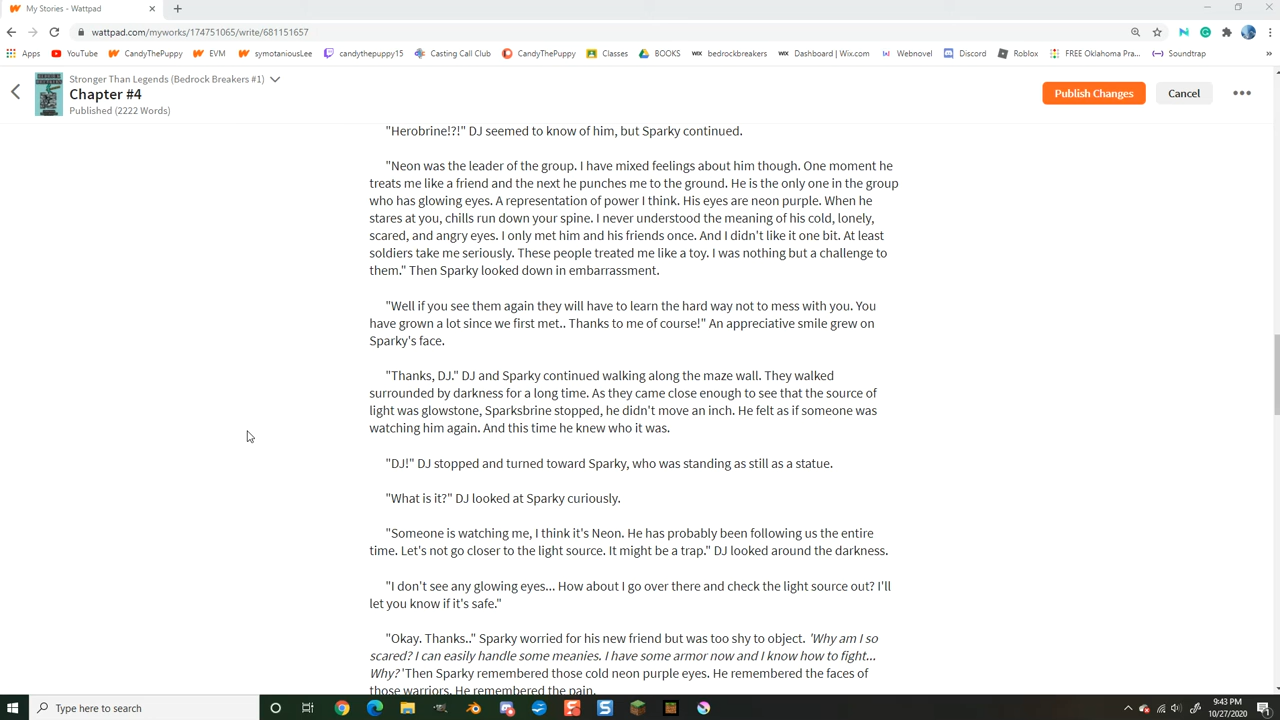 My Stories - Wattpad
wattpad.com/myworks/174751065/write/681151657
Apps YouTube CandyThePuppy EVM symotaniousLee candythepuppy15 Casting Call Club CandyThePuppy Classes BOOKS WIX bedrockbreakers WIX Dashboard | Wix.com Webnovel Discord Roblox FREE Oklahoma Pra... Soundtrap
Stronger Than Legends (Bedrock Breakers #1)
Chapter #4
Published (2222 Words)
Publish Changes
Cancel
"Herobrine!?!" DJ seemed to know of him, but Sparky continued.
"Neon was the leader of the group. I have mixed feelings about him though. One moment he
treats me like a friend and the next he punches me to the ground. He is the only one in the group
who has glowing eyes. A representation of power I think. His eyes are neon purple. When he
stares at you, chills run down your spine. I never understood the meaning of his cold, lonely,
scared, and angry eyes. I only met him and his friends once. And I didn't like it one bit. At least
soldiers take me seriously. These people treated me like a toy. I was nothing but a challenge to
them." Then Sparky looked down in embarrassment.
"Well if you see them again they will have to learn the hard way not to mess with you. You
have grown a lot since we first met.. Thanks to me of course!" An appreciative smile grew on
Sparky's face.
"Thanks, DJ." DJ and Sparky continued walking along the maze wall. They walked
surrounded by darkness for a long time. As they came close enough to see that the source of
light was glowstone, Sparksbrine stopped, he didn't move an inch. He felt as if someone was
watching him again. And this time he knew who it was.
"DJ!" DJ stopped and turned toward Sparky, who was standing as still as a statue.
"What is it?" DJ looked at Sparky curiously.
"Someone is watching me, I think it's Neon. He has probably been following us the entire
time. Let's not go closer to the light source. It might be a trap." DJ looked around the darkness.
"I don't see any glowing eyes... How about I go over there and check the light source out? I'll
let you know if it's safe."
"Okay. Thanks.." Sparky worried for his new friend but was too shy to object. 'Why am I so
scared? I can easily handle some meanies. I have some armor now and I know how to fight...
Why? 'Then Sparky remembered those cold neon purple eyes. He remembered the faces of
those warriors. He remembered the pain.
Type here to search
9:43 PM
10/27/2020